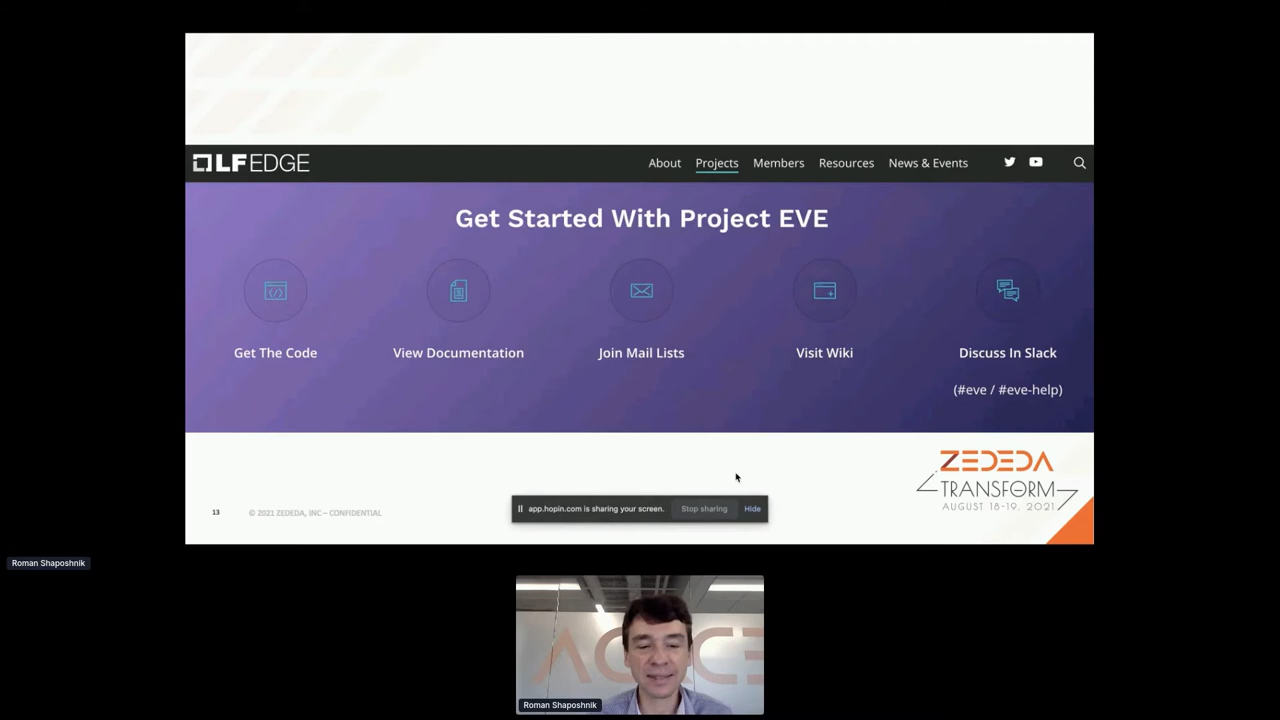 LF EDGE
About Projects Members Resources News & Events
Get Started With Project EVE
Get The Code
View Documentation
Join Mail Lists
Visit Wiki
Discuss In Slack
(#eve / #eve-help)
ZEDEDA
TRANSFORM
AUGUST 18-19, 2021
app.hopin.com is sharing your screen. Stop sharing Hide
13 © 2021 ZEDEDA, INC – CONFIDENTIAL
Roman Shaposhnik
Roman Shaposhnik